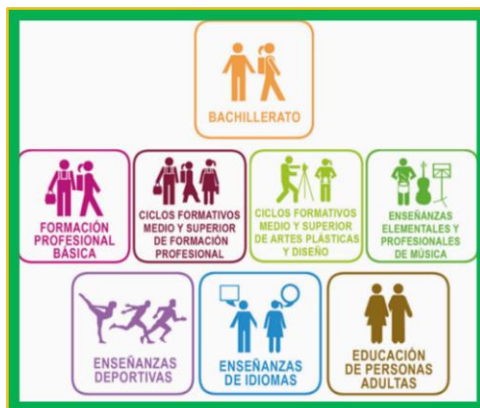 BACHILLERATO
FORMACIÓN
PROFESIONAL
BÁSICA
CICLOS FORMATIVOS
MEDIO Y SUPERIOR
DE FORMACIÓN
PROFESIONAL
CICLOS FORMATIVOS
MEDIO Y SUPERIOR
DE ARTES PLÁSTICAS
Y DISEÑO
ENSEÑANZAS
ELEMENTALES Y
PROFESIONALES
DE MÚSICA
ENSEÑANZAS
DEPORTIVAS
ENSEÑANZAS
DE IDIOMAS
EDUCACIÓN
DE PERSONAS
ADULTAS